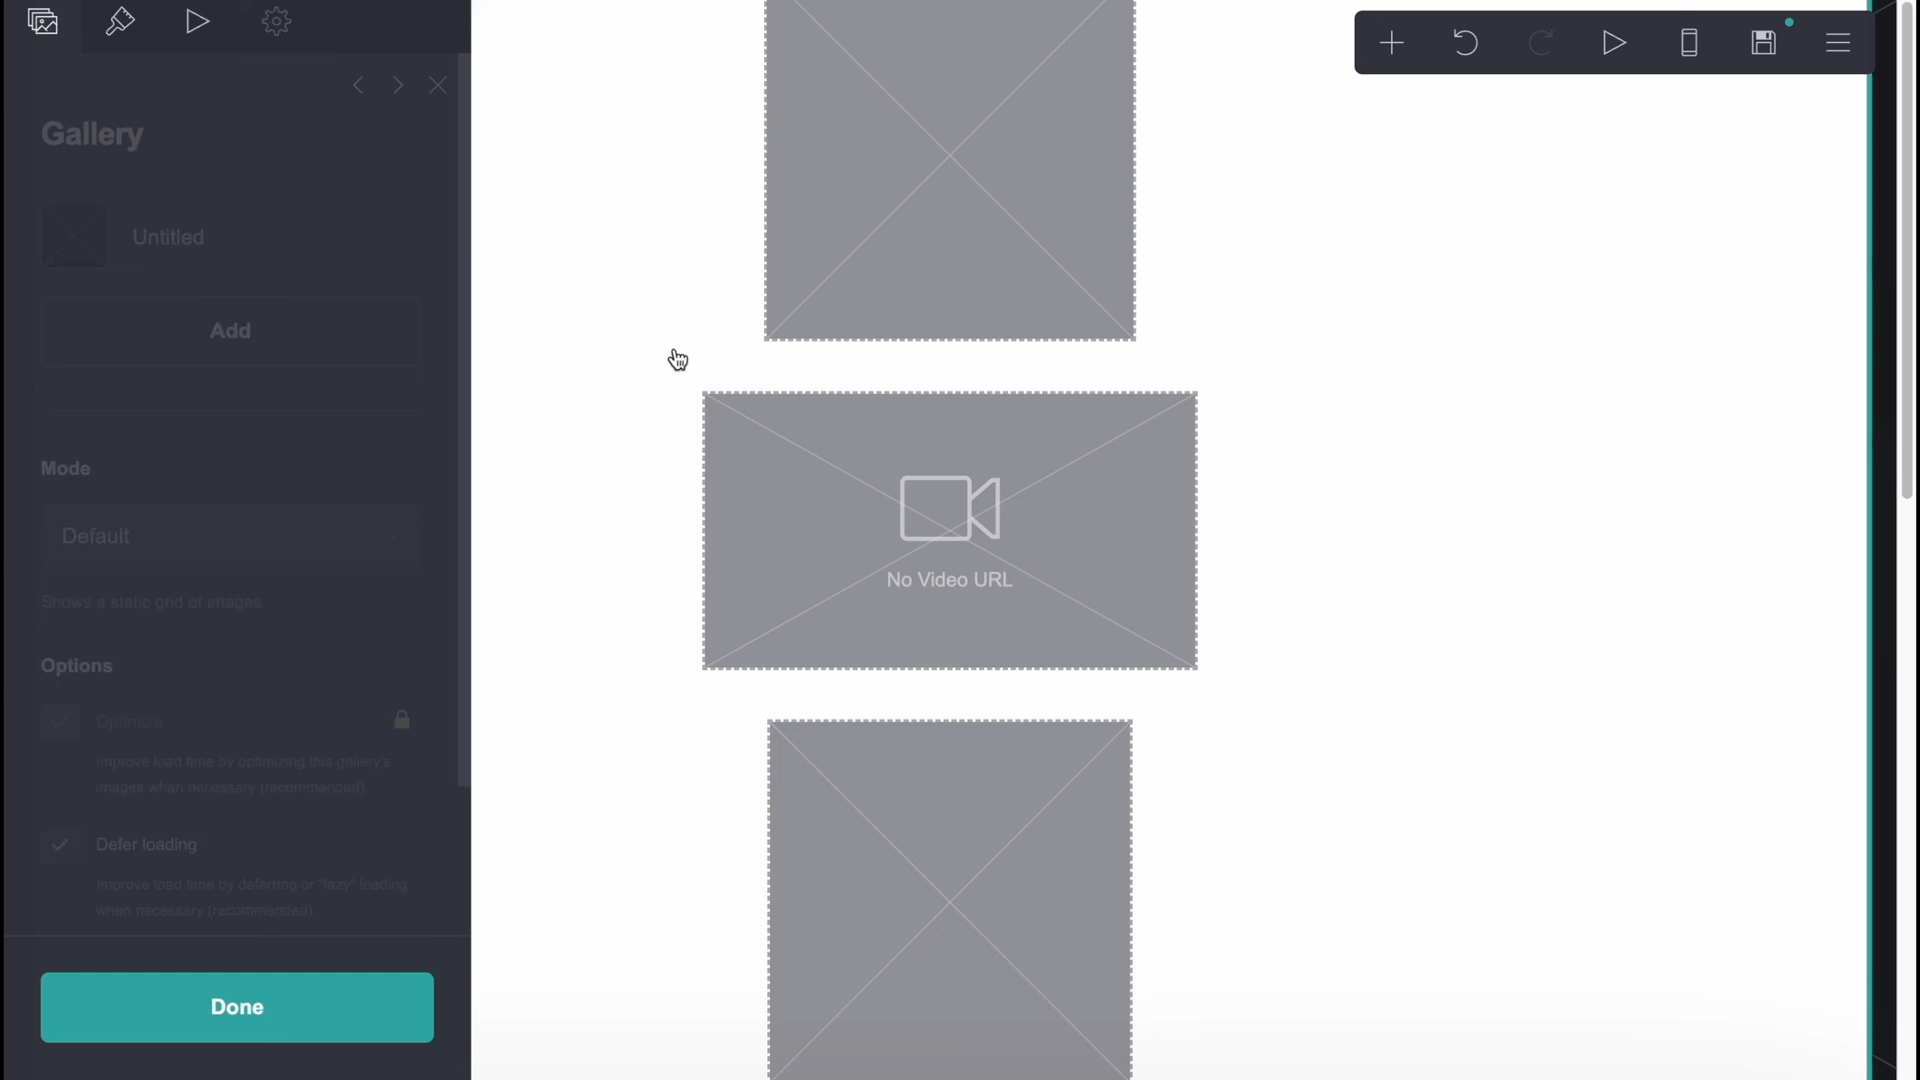 Gallery
Untitled
Add
Mode
Default
Shows a static grid of images.
Options
Optimize
Improve load time by optimizing this gallery's
images when necessary (recommended).
Defer loading
Improve load time by deferring or "lazy" loading
when necessary (recommended).
Done
No Video URL